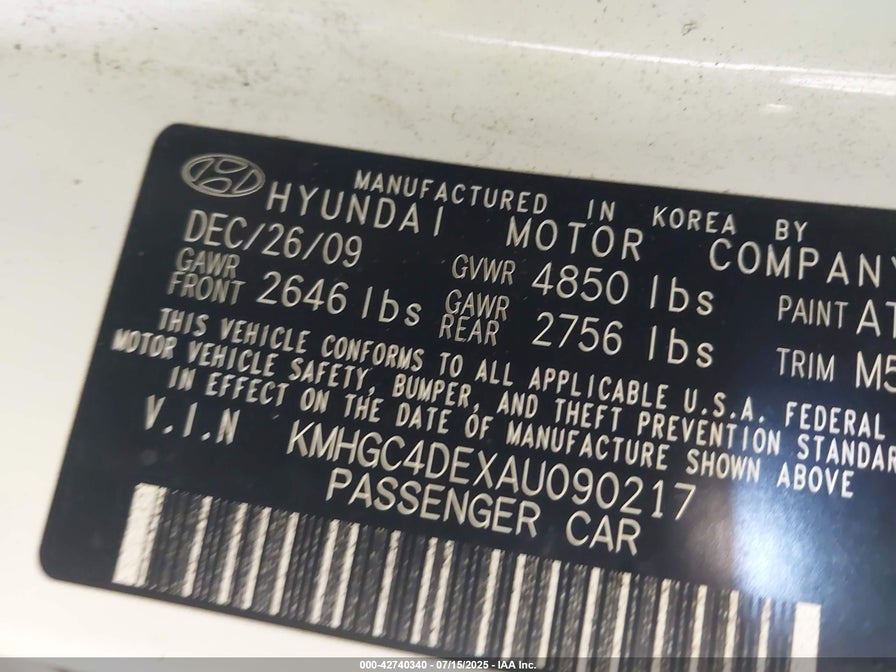 MANUFACTURED IN KOREA BY
HYUNDAI MOTOR COMPANY
DEC/26/09 GVWR 4850 lbs PAINT
GAWR FRONT 2646 lbs GAWR REAR 2756 lbs TRIM M5
THIS VEHICLE CONFORMS TO ALL APPLICABLE U.S.A. FEDERAL
MOTOR VEHICLE SAFETY, BUMPER, AND THEFT PREVENTION STANDAR
IN EFFECT ON THE DATE OF MANUFACTURE SHOWN ABOVE
V.I.N KMHGC4DEXAU090217
PASSENGER CAR
000-42740340 - 07/15/2025 - IAA Inc.